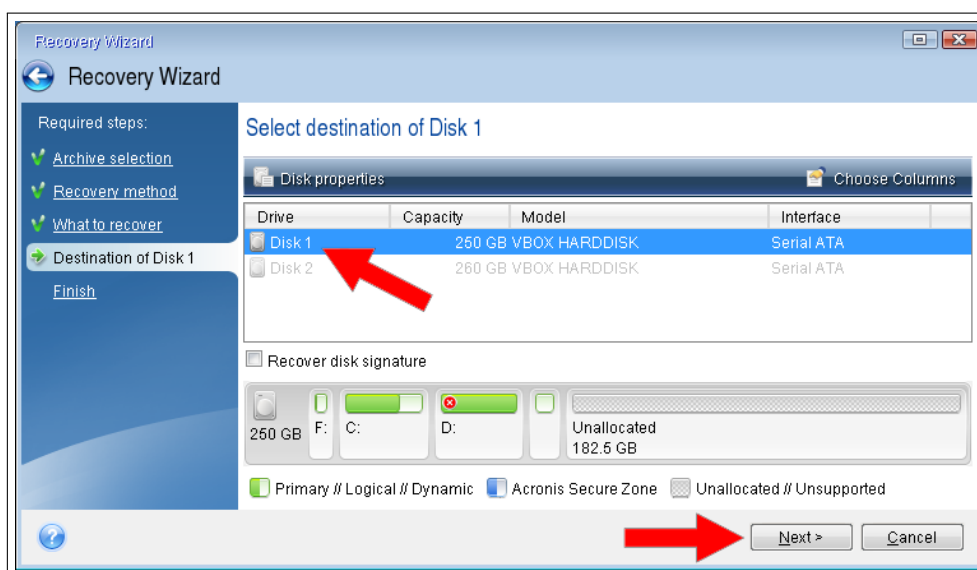 Recovery Wizard
Recovery Wizard
Required steps:
Archive selection
Recovery method
What to recover
Destination of Disk 1
Finish
Select destination of Disk 1
Disk properties Choose Columns
Drive Capacity Model Interface
Disk 1 250 GB VBOX HARDDISK Serial ATA
Disk 2 260 GB VBOX HARDDISK Serial ATA
Recover disk signature
250 GB F: C: D: Unallocated
182.5 GB
Primary // Logical // Dynamic Acronis Secure Zone Unallocated // Unsupported
? Next > Cancel